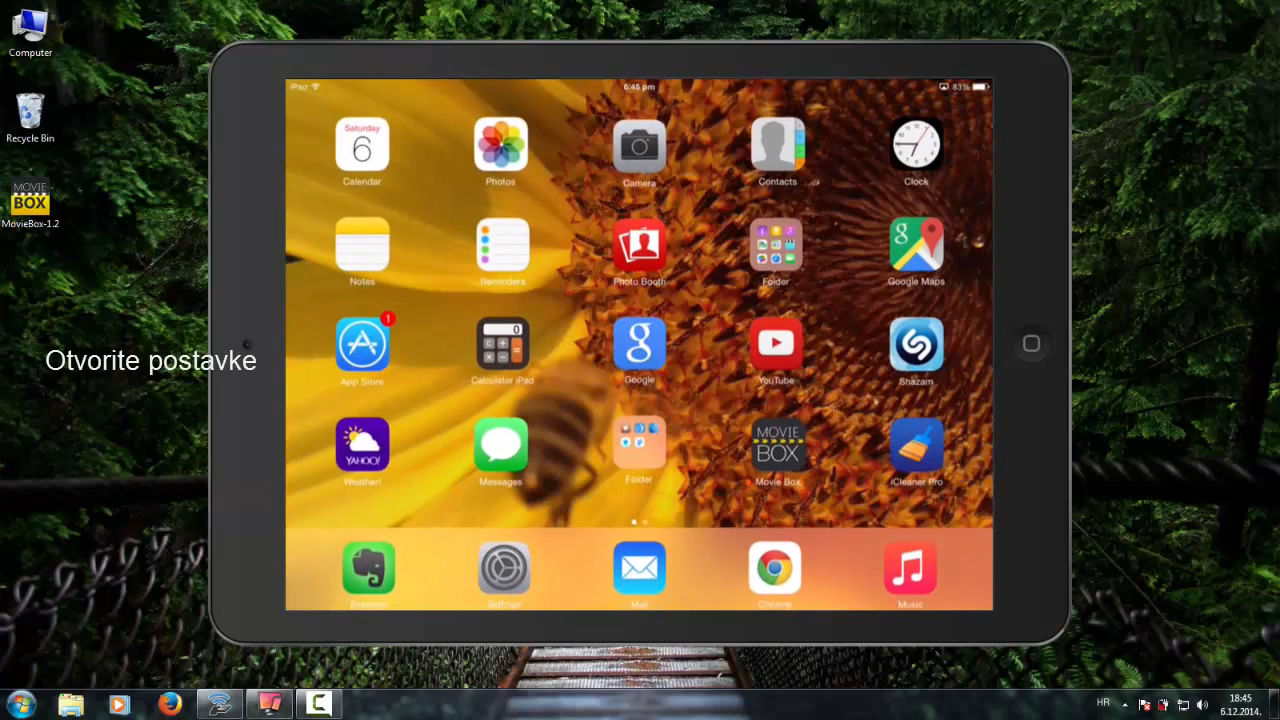 Computer
Recycle Bin
MOVIE
BOX
MovieBox-1.2
iPad
6:45 pm
83%
Saturday
6
Calendar
Photos
Camera
Contacts
Clock
Notes
Reminders
Photo Booth
Folder
g
Google Maps
1
App Store
0
Calculator iPad
g
Google
YouTube
Shazam
YAHOO!
Weather!
Messages
Folder
MOVIE
BOX
Movie Box
iCleaner Pro
Otvorite postavke
Evernote
Settings
Mail
Chrome
Music
HR
18:45
6.12.2014.